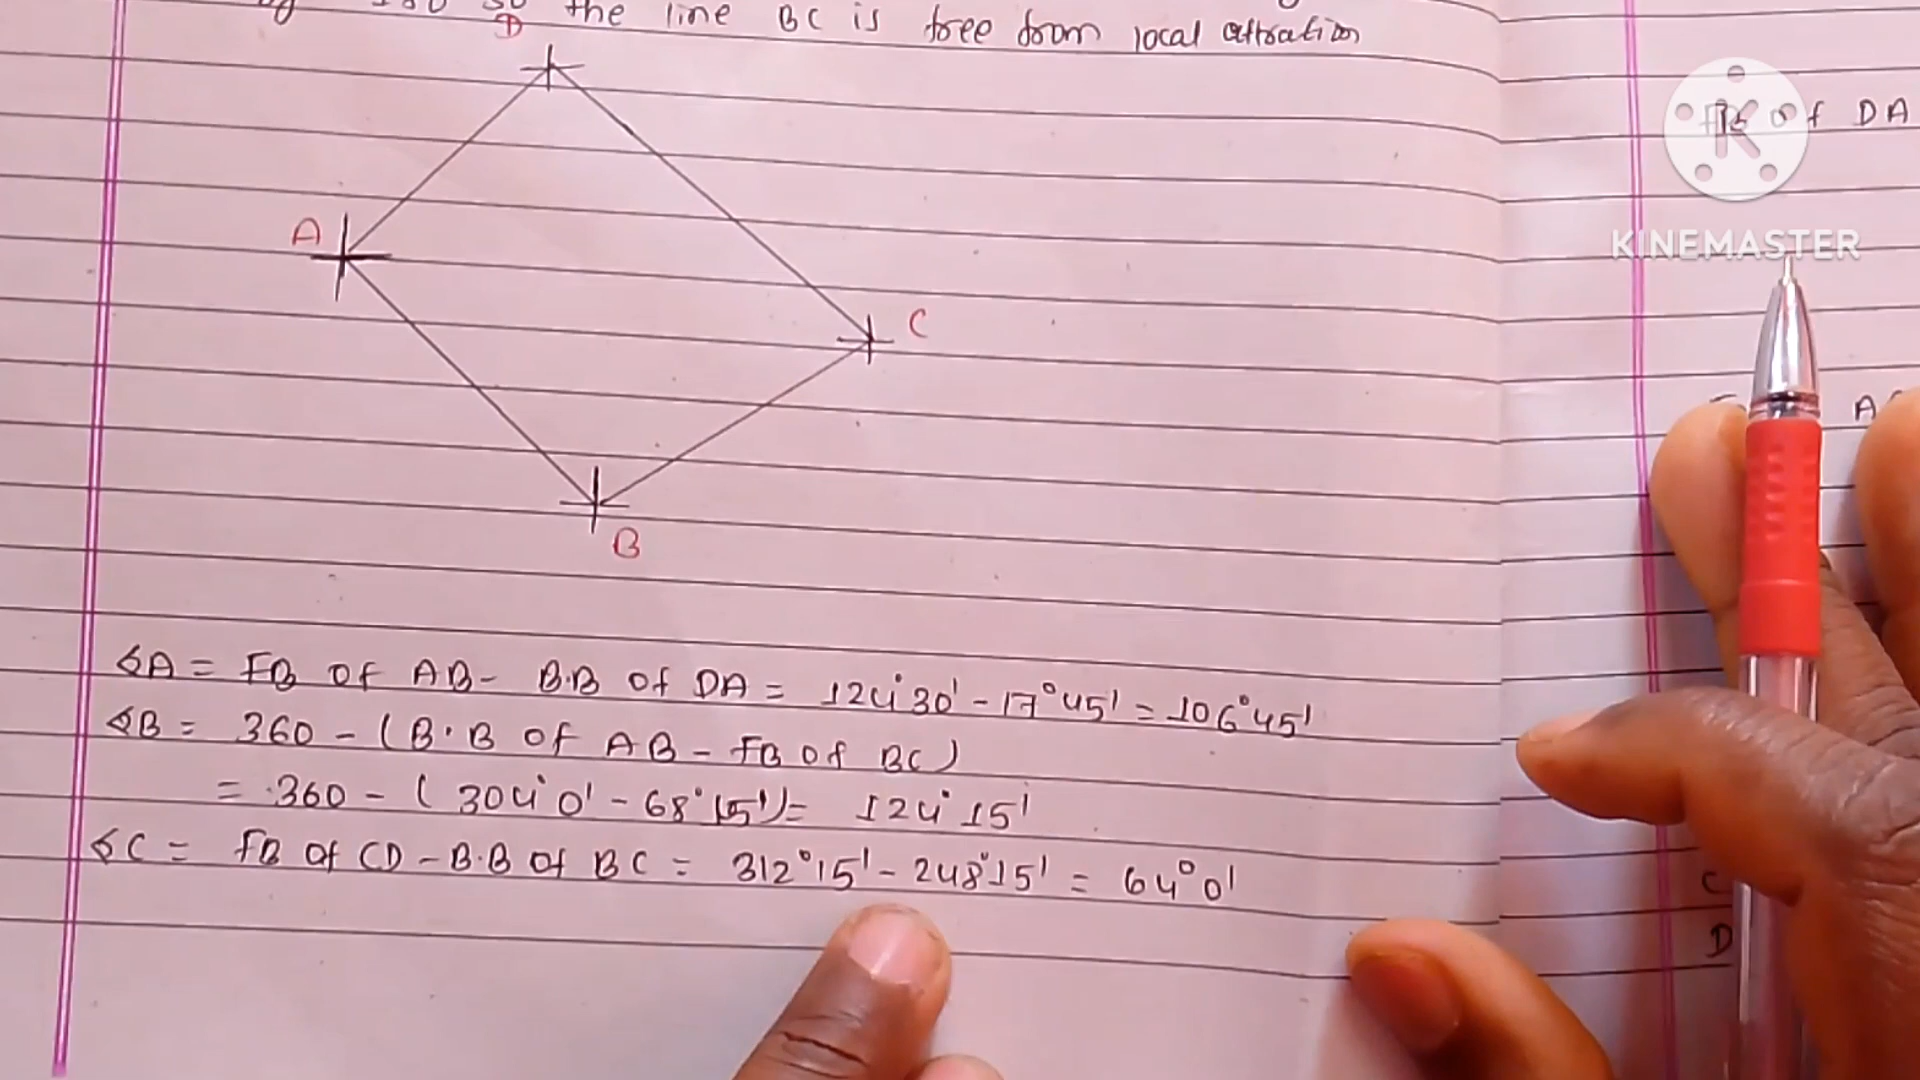 the line BC is free from local attration
D
A
C
B
∡A = FB of AB - B.B of DA = 124°30' - 17°45' = 106°45'
∡B = 360 - (B.B of AB - FB of BC)
= 360 - (304°0' - 68°15') = 124°15'
∡C = FB of CD - B.B of BC = 312°15' - 248°15' = 64°0'
of DA
KINEMASTER
A
C
D